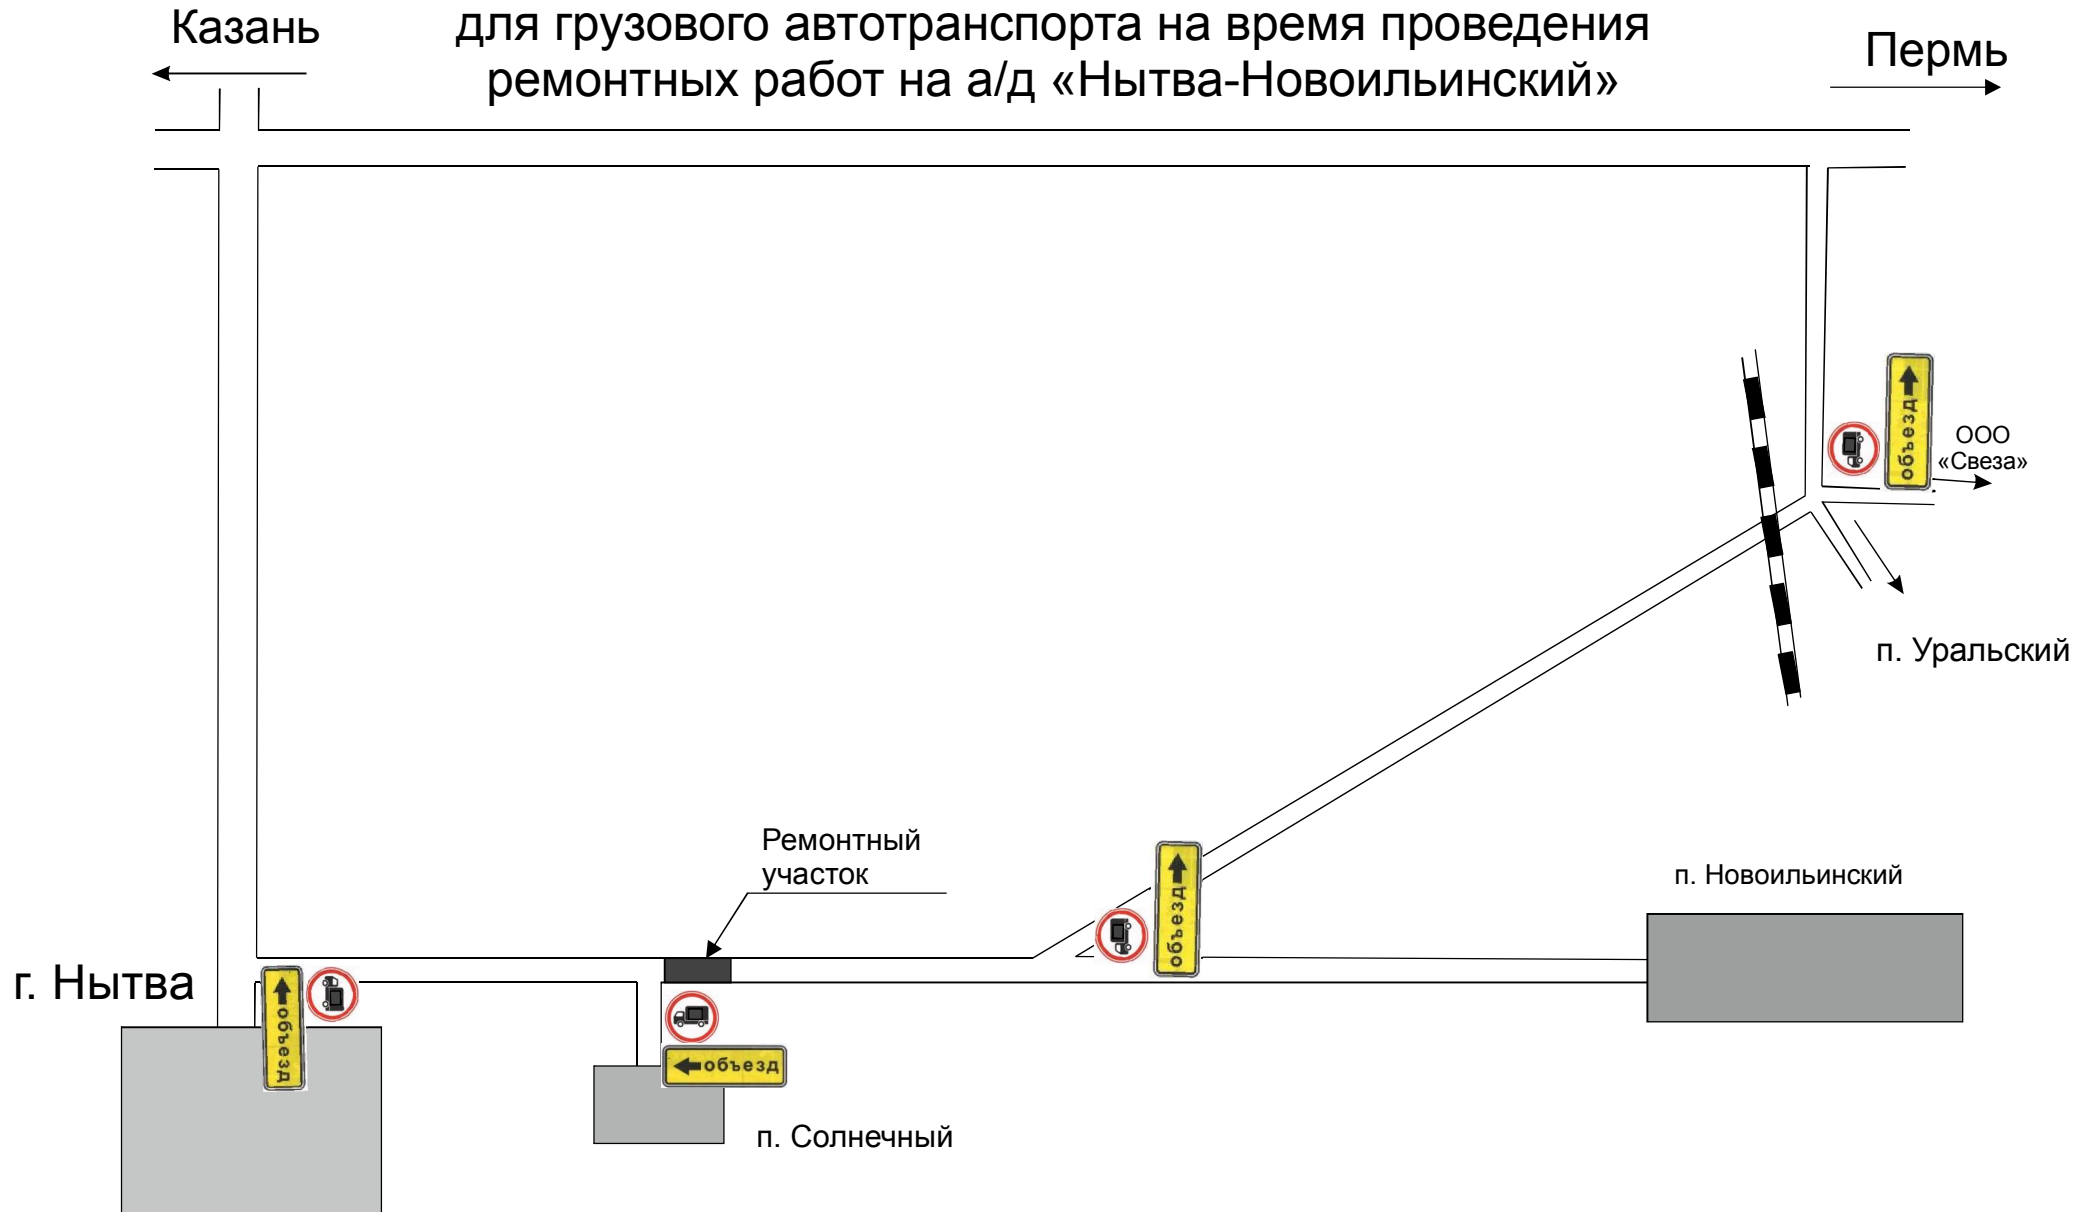 Казань
для грузового автотранспорта на время проведения
ремонтных работ на а/д «Нытва-Новоильинский»
Пермь
объезд
ООО
«Свеза»
п. Уральский
Ремонтный
участок
объезд
п. Новоильинский
г. Нытва
объезд
объезд
п. Солнечный